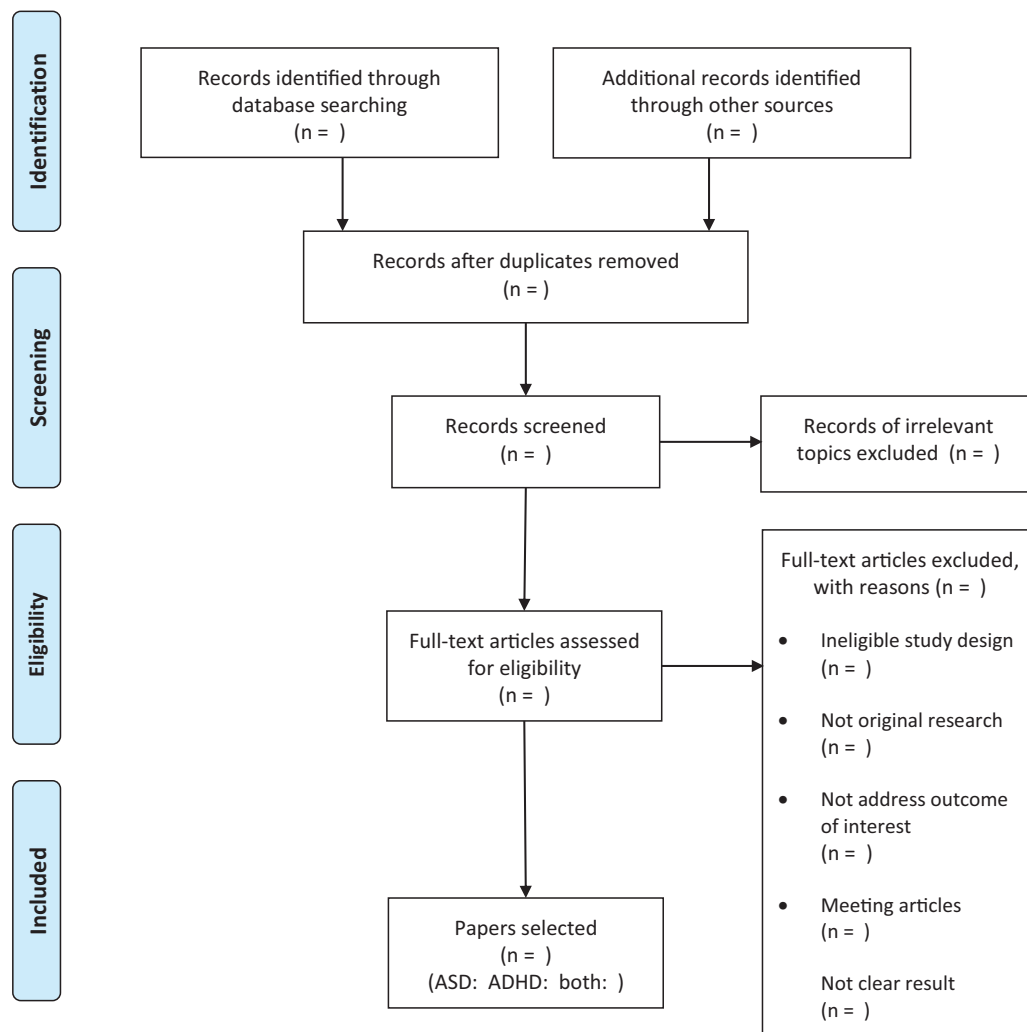 Identification
Records identified through
database searching
(n =  )
Additional records identified
through other sources
(n =  )
Records after duplicates removed
(n = )
Screening
Records screened
(n =  )
Records of irrelevant
topics excluded  (n =  )
Eligibility
Full-text articles assessed
for eligibility
(n =  )
Full-text articles excluded,
with reasons (n =  )
• Ineligible study design
(n =  )
• Not original research
(n =  )
• Not address outcome
of interest
(n =  )
• Meeting articles
(n =  )
Not clear result
(n =  )
Included
Papers selected
(n =  )
(ASD:  ADHD:  both:  )